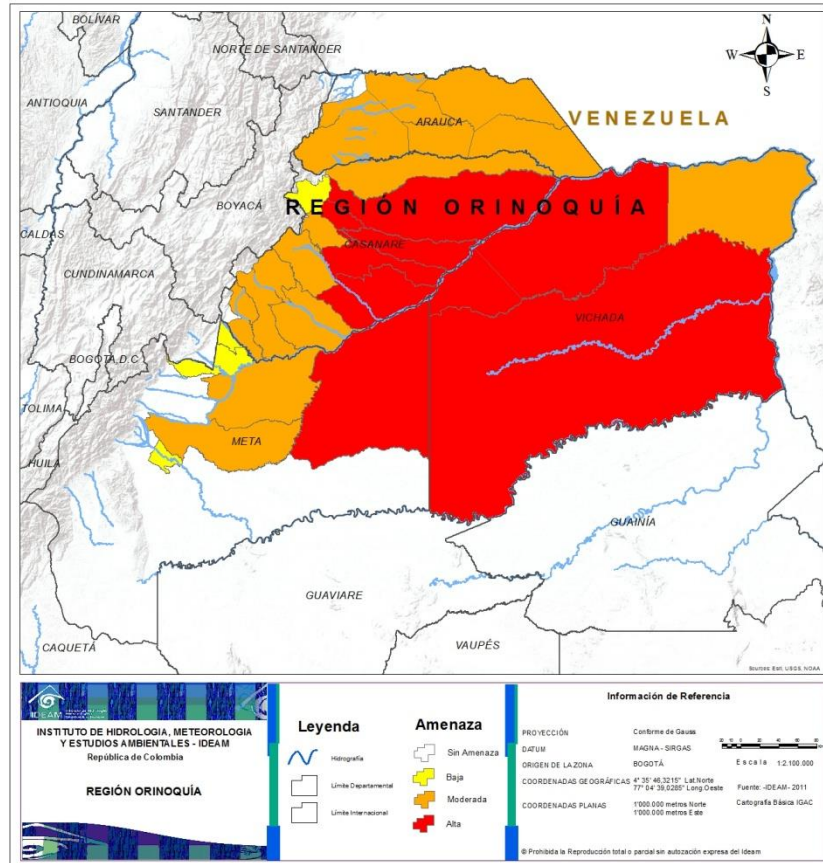 BOLÍVAR
NORTE DE SANTANDER
N
W
E
S
ANTIOQUIA
SANTANDER
ARAUCA
VENEZUELA
BOYACÁ
REGIÓN ORINOQUÍA
CALDAS
CASANARE
CUNDINAMARCA
VICHADA
BOGOTÁ D.C
TOLIMA
META
HUILA
GUAINÍA
GUAVIARE
CAQUETÁ
VAUPÉS
Sources: Esri, USGS, NOAA
IDEAM
INSTITUTO DE HIDROLOGIA, METEOROLOGIA
Y ESTUDIOS AMBIENTALES - IDEAM
República de Colombia
REGIÓN ORINOQUÍA
Leyenda
Hidrografía
Límite Departamental
Límite Internacional
Amenaza
Sin Amenaza
Baja
Moderada
Alta
Información de Referencia
PROYECCIÓN Conforme de Gauss
DATUM MAGNA - SIRGAS
ORIGEN DE LA ZONA BOGOTÁ
COORDENADAS GEOGRÁFICAS 4° 35' 46,3215" Lat.Norte
77° 04' 39,0285" Long.Oeste
COORDENADAS PLANAS 1'000.000 metros Norte
1'000.000 metros Este
Escala 1:2.100.000
Fuente: -IDEAM- 2011
Cartografía Básica IGAC
© Prohibida la Reproducción total o parcial sin autozación expresa del Ideam